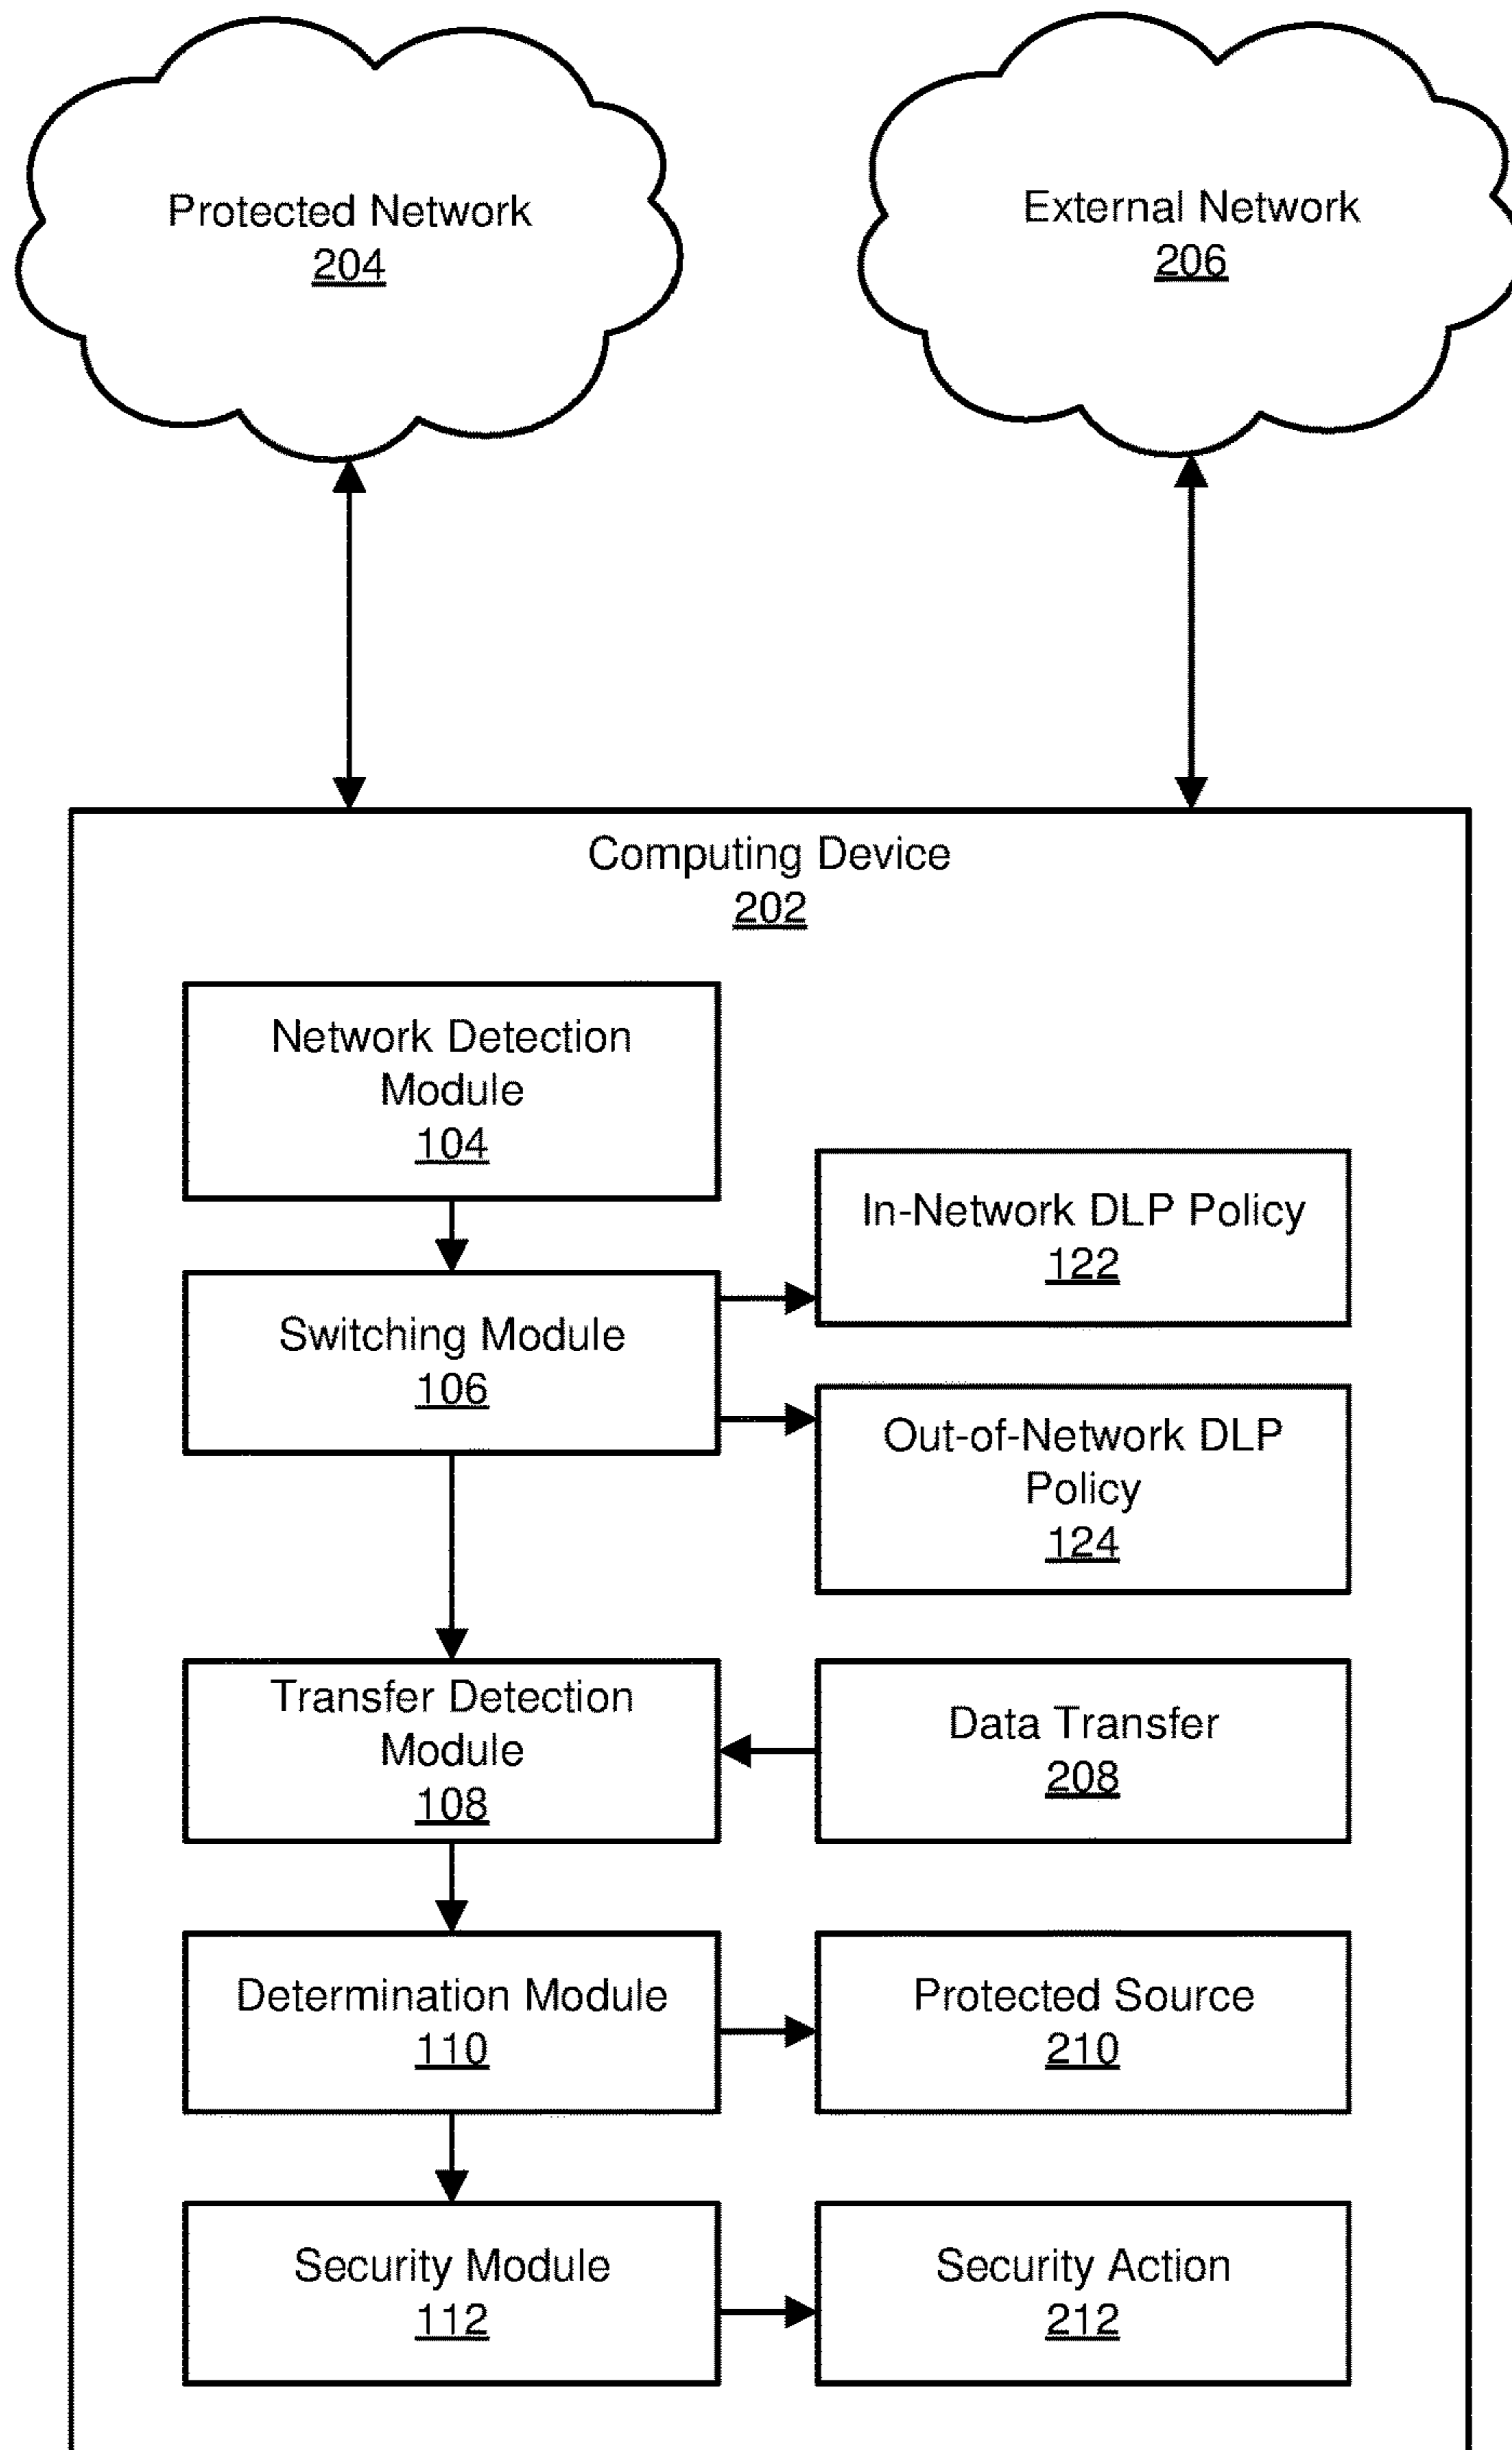 Protected Network
204
External Network
206
Computing Device
202
Network Detection
Module
104
In-Network DLP Policy
122
Switching Module
106
Out-of-Network DLP
Policy
124
Transfer Detection
Module
108
Data Transfer
208
Determination Module
110
Protected Source
210
Security Module
112
Security Action
212